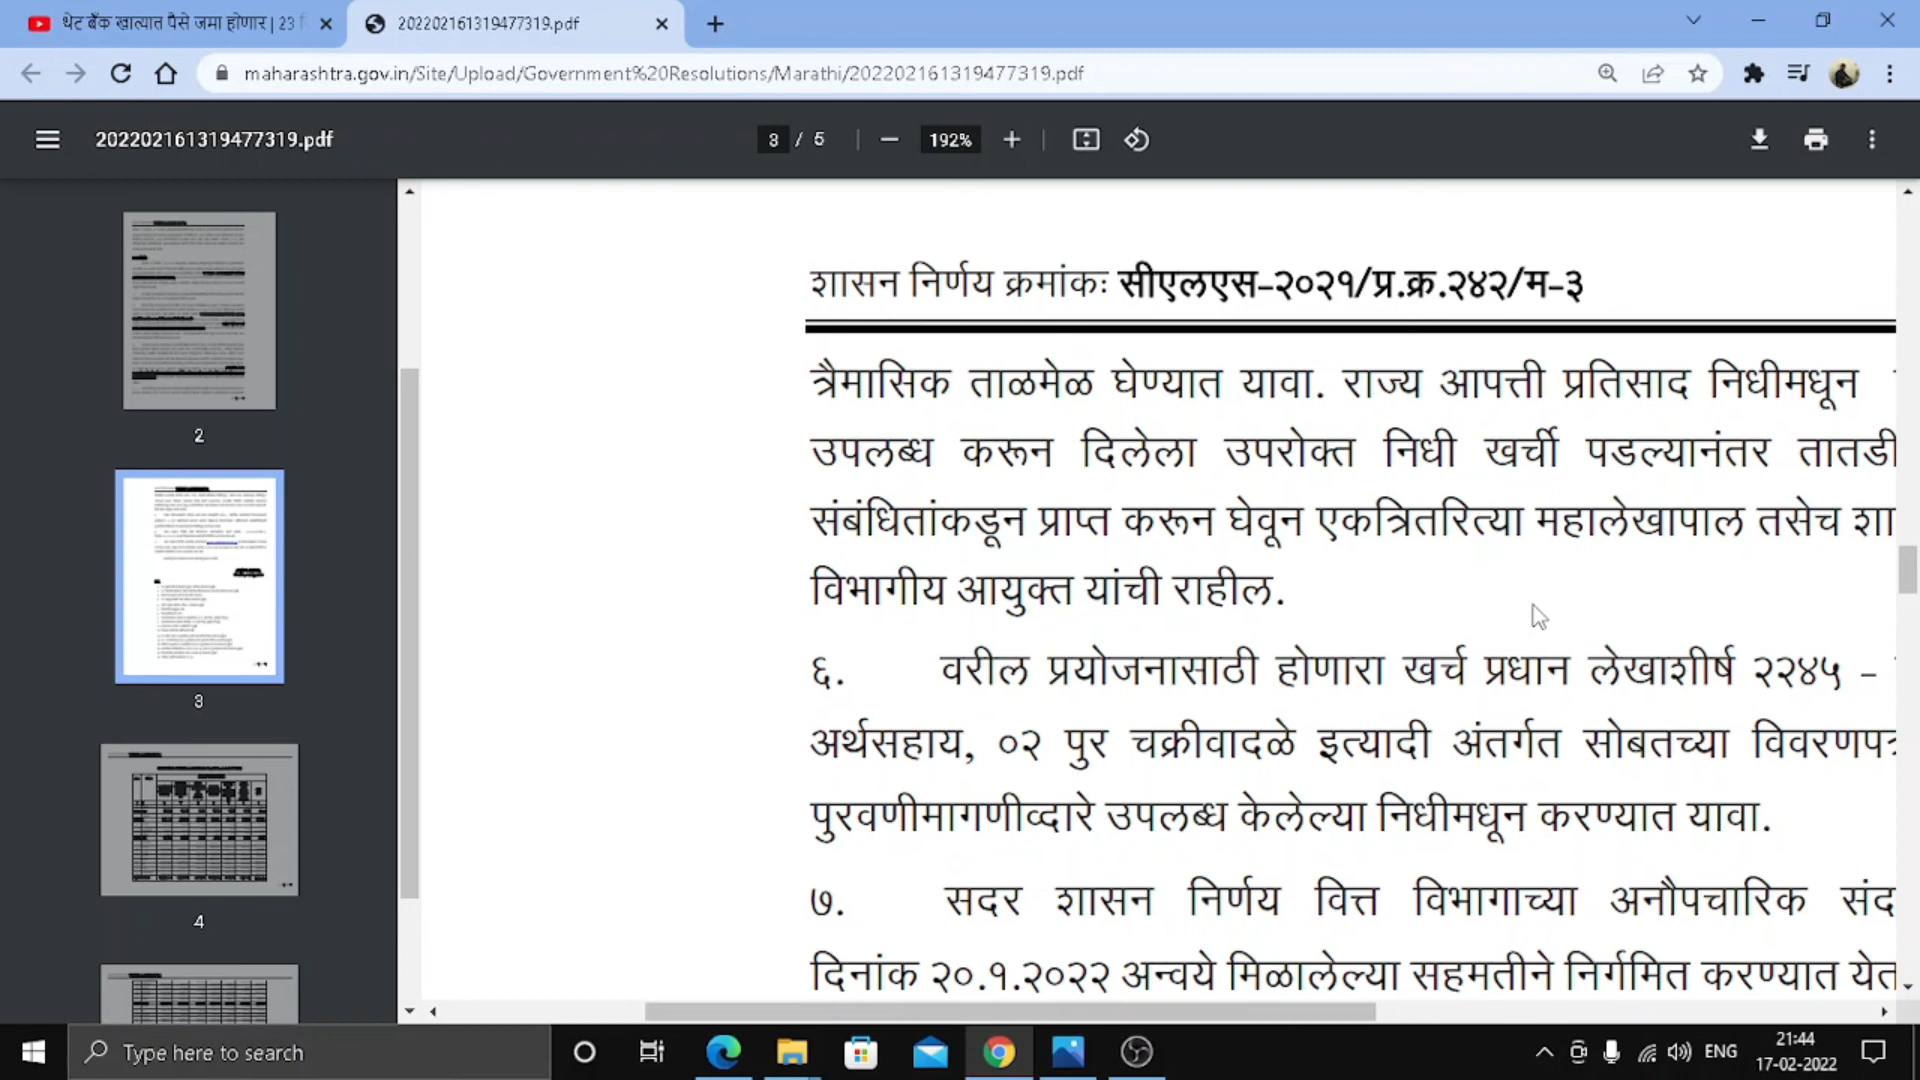 थेट बँक खात्यात पैसे जमा होणार | 23
202202161319477319.pdf
maharashtra.gov.in/Site/Upload/Government%20Resolutions/Marathi/202202161319477319.pdf
202202161319477319.pdf
3 / 5
192%
2
3
4
शासन निर्णय क्रमांकः सीएलएस-२०२१/प्र.क्र.२४२/म-३
त्रैमासिक ताळमेळ घेण्यात यावा. राज्य आपत्ती प्रतिसाद निधीमधून
उपलब्ध करून दिलेला उपरोक्त निधी खर्ची पडल्यानंतर तातडी
संबंधितांकडून प्राप्त करून घेवून एकत्रितरित्या महालेखापाल तसेच शा
विभागीय आयुक्त यांची राहील.
६. वरील प्रयोजनासाठी होणारा खर्च प्रधान लेखाशीर्ष २२४५ -
अर्थसहाय, ०२ पुर चक्रीवादळे इत्यादी अंतर्गत सोबतच्या विवरणपत्र
पुरवणीमागणीव्दारे उपलब्ध केलेल्या निधीमधून करण्यात यावा.
७. सदर शासन निर्णय वित्त विभागाच्या अनौपचारिक संद
दिनांक २०.१.२०२२ अन्वये मिळालेल्या सहमतीने निर्गमित करण्यात येत
Type here to search
ENG
21:44
17-02-2022